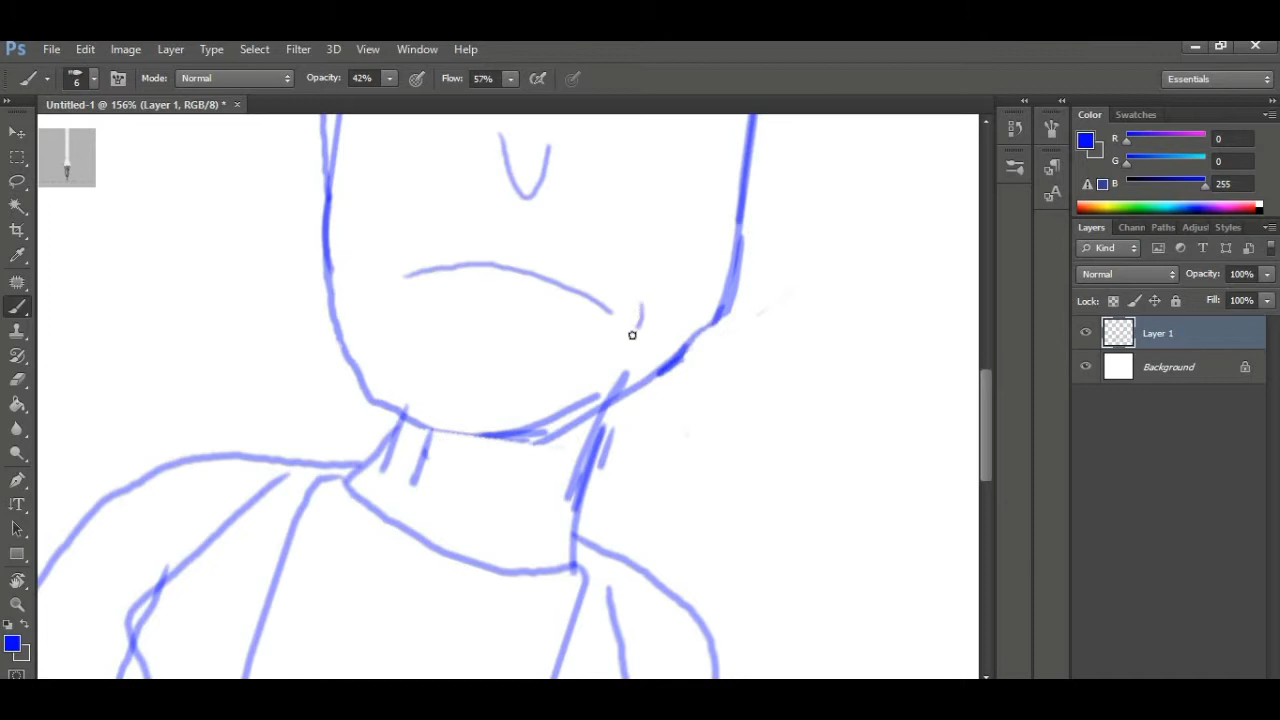 Ps File Edit Image Layer Type Select Filter 3D View Window Help
6 Mode: Normal Opacity: 42% Flow: 57% Essentials
Untitled-1 @ 156% (Layer 1, RGB/8) * ×
Color Swatches
R 0
G 0
B 255
Layers Chann Paths Adjus Styles
Kind T
Normal Opacity: 100%
Lock: Fill: 100%
Layer 1
Background